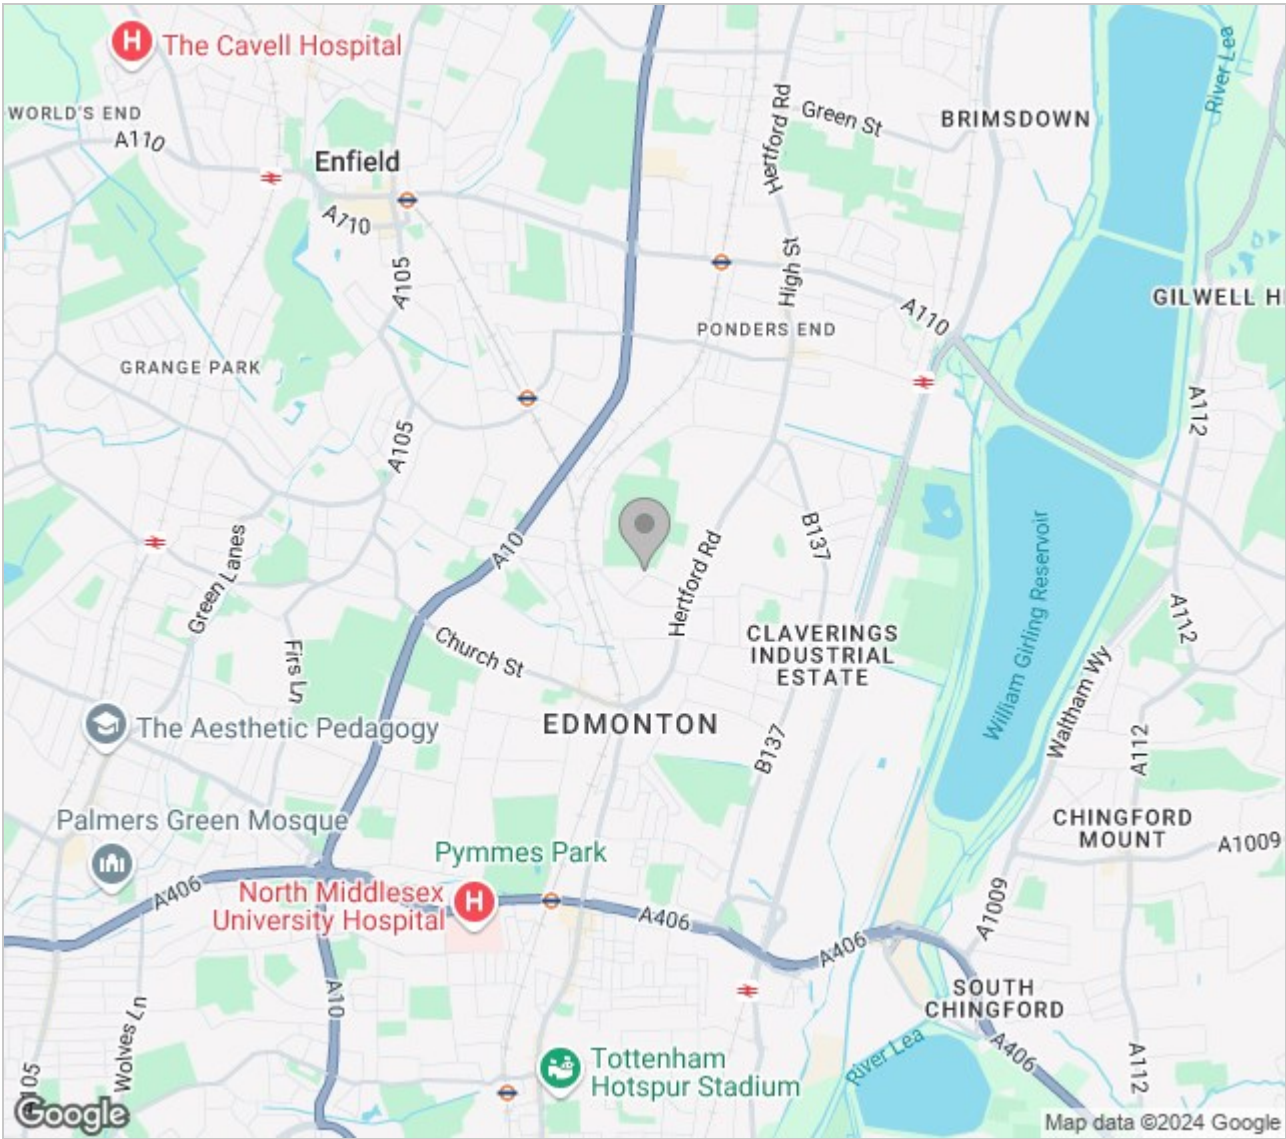 The Cavell Hospital
WORLD'S END
A110
Enfield
A710
A105
GRANGE PARK
A105
Green Lanes
Firs Ln
Church St
A10
Hertford Rd
Green St
BRIMSDOWN
River Lea
High St
PONDERS END
A110
GILWELL H
A112
Hertford Rd
B137
William Girling Reservoir
A112
CLAVERINGS
INDUSTRIAL
ESTATE
Waltham Wy
The Aesthetic Pedagogy
EDMONTON
B137
A112
Palmers Green Mosque
Pymmes Park
CHINGFORD
MOUNT
A1009
A406
North Middlesex
University Hospital
A406
A406
A1009
A10
Wolves Ln
SOUTH
CHINGFORD
River Lea
A406
A112
Tottenham
Hotspur Stadium
105
Google
Map data ©2024 Google